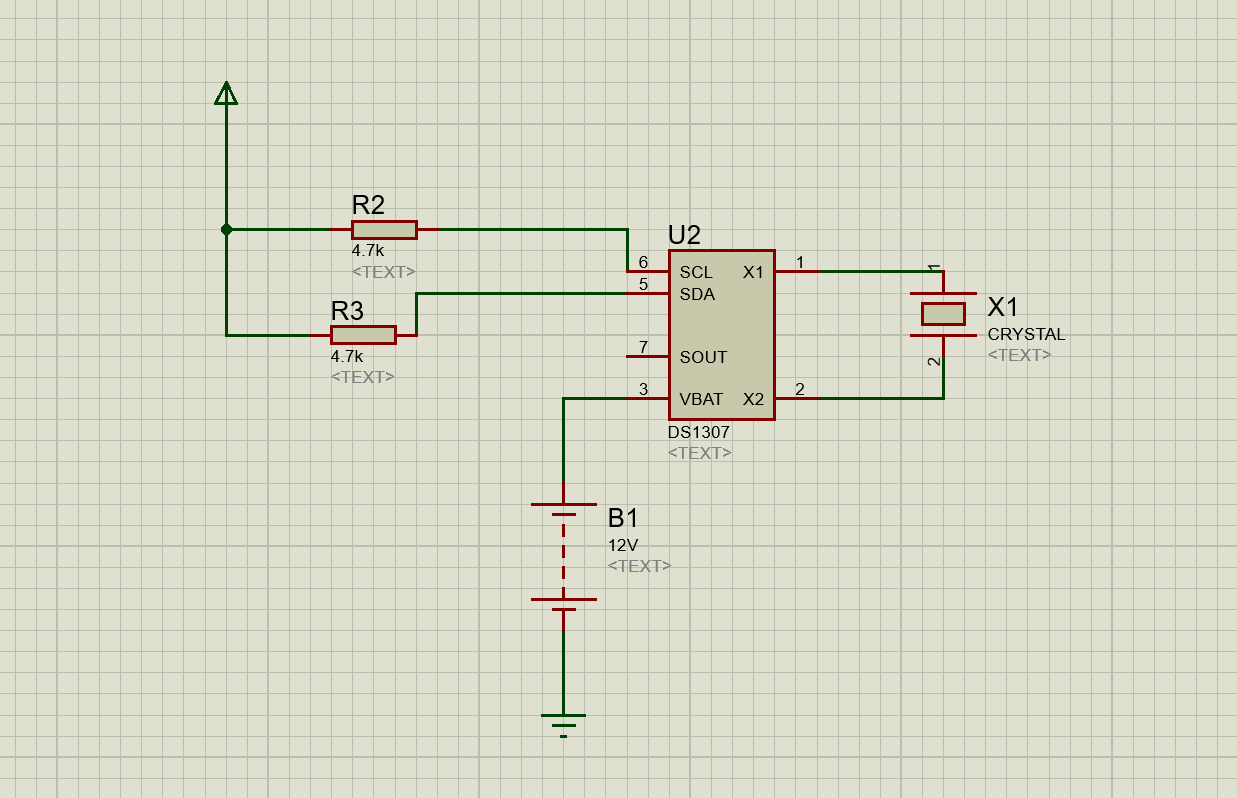 R2
4.7k
<TEXT>
R3
4.7k
<TEXT>
U2
6
SCL
X1
1
5
SDA
7
SOUT
3
VBAT
X2
2
DS1307
<TEXT>
1
X1
CRYSTAL
<TEXT>
2
B1
12V
<TEXT>